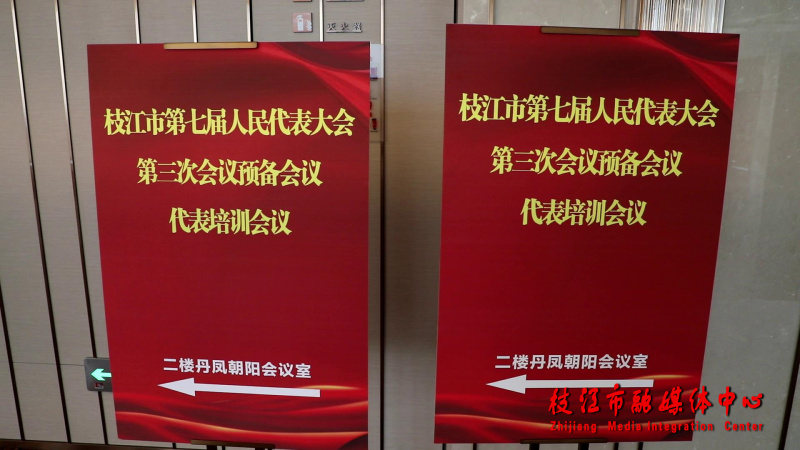 枝江市第七届人民代表大会
第三次会议预备会议
代表培训会议
二楼丹凤朝阳会议室
枝江市第七届人民代表大会
第三次会议预备会议
代表培训会议
二楼丹凤朝阳会议室
枝江市融媒体中心
Zhijiang Media Integration Center